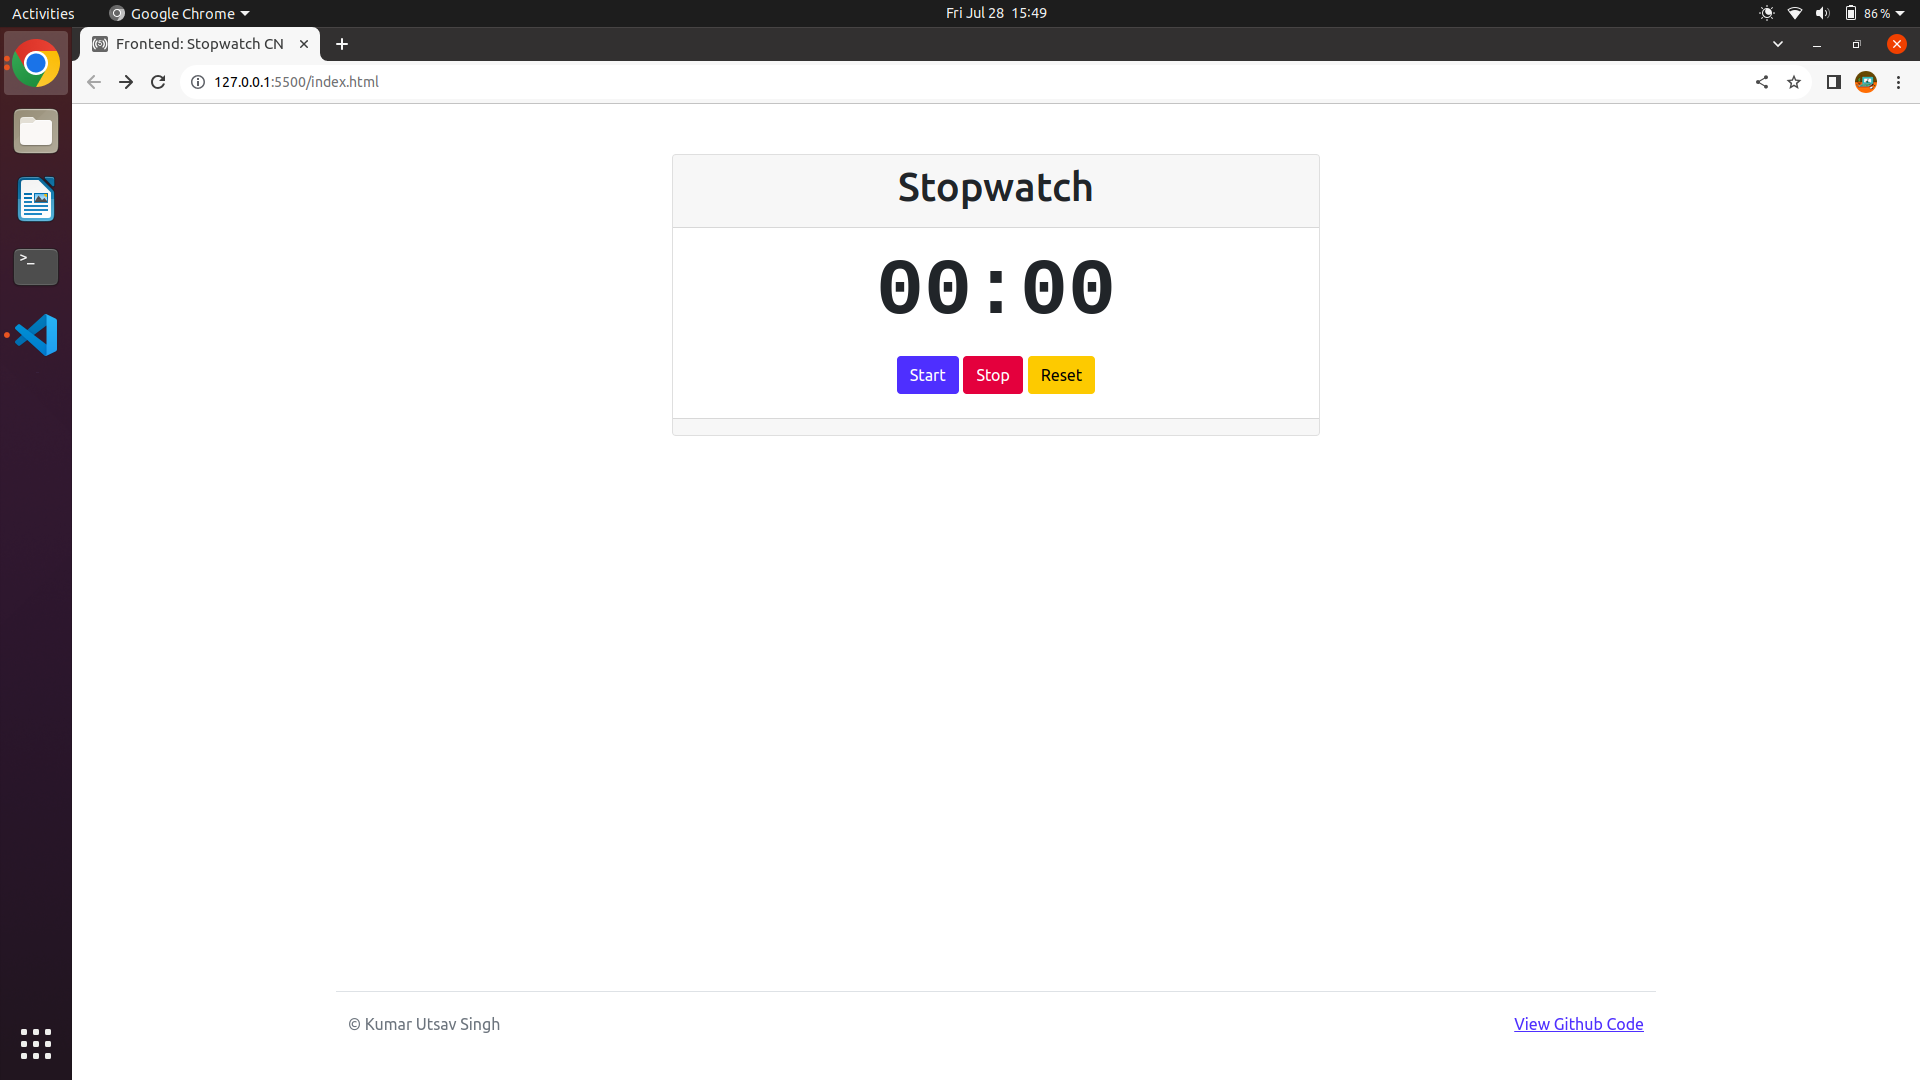 Activities
Google Chrome
Fri Jul 28 15:49
86 %
Frontend: Stopwatch CN
127.0.0.1:5500/index.html
>_
Stopwatch
00:00
Start Stop Reset
© Kumar Utsav Singh
View Github Code